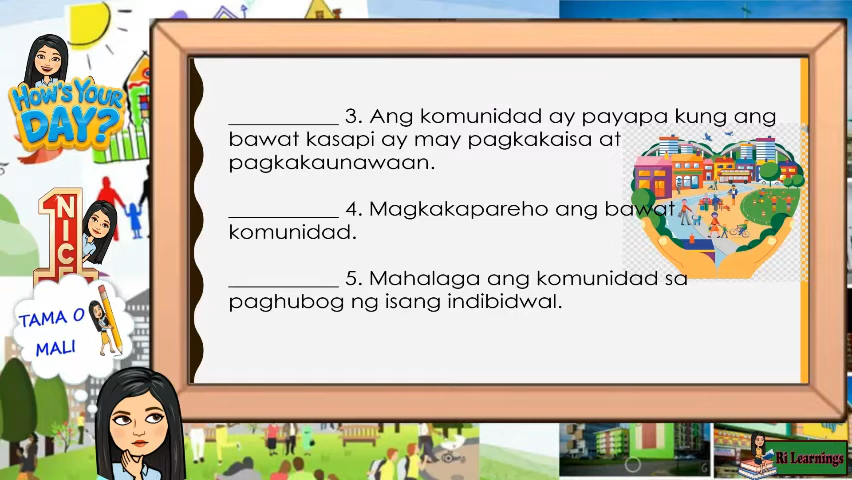 HOW'S YOUR
DAY?
NICE
1
TAMA O
MALI
__________ 3. Ang komunidad ay payapa kung ang
bawat kasapi ay may pagkakaisa at
pagkakaunawaan.
__________ 4. Magkakapareho ang bawat
komunidad.
__________ 5. Mahalaga ang komunidad sa
paghubog ng isang indibidwal.
Ri Learnings